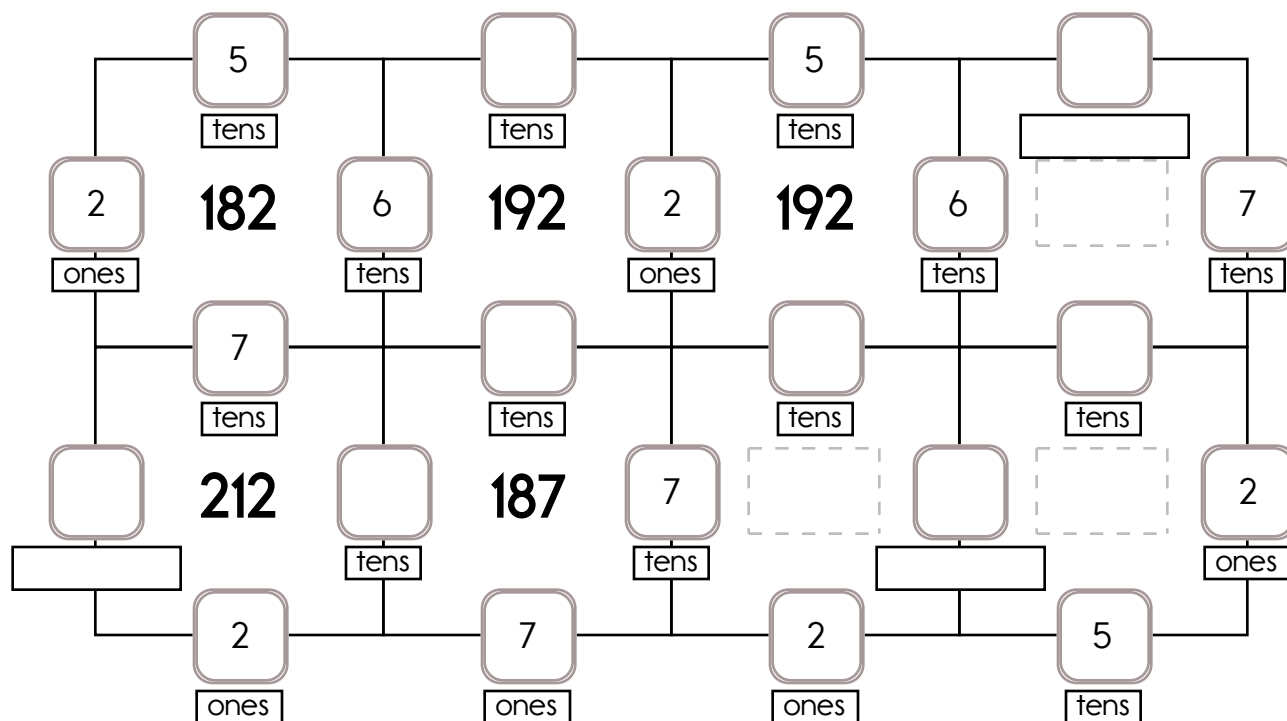 5 5
tens tens tens
2 182 6 192 2 192 6 7
ones tens ones tens tens
7
tens tens tens tens
212 187 7 2
tens tens ones
2 7 2 5
ones ones ones tens